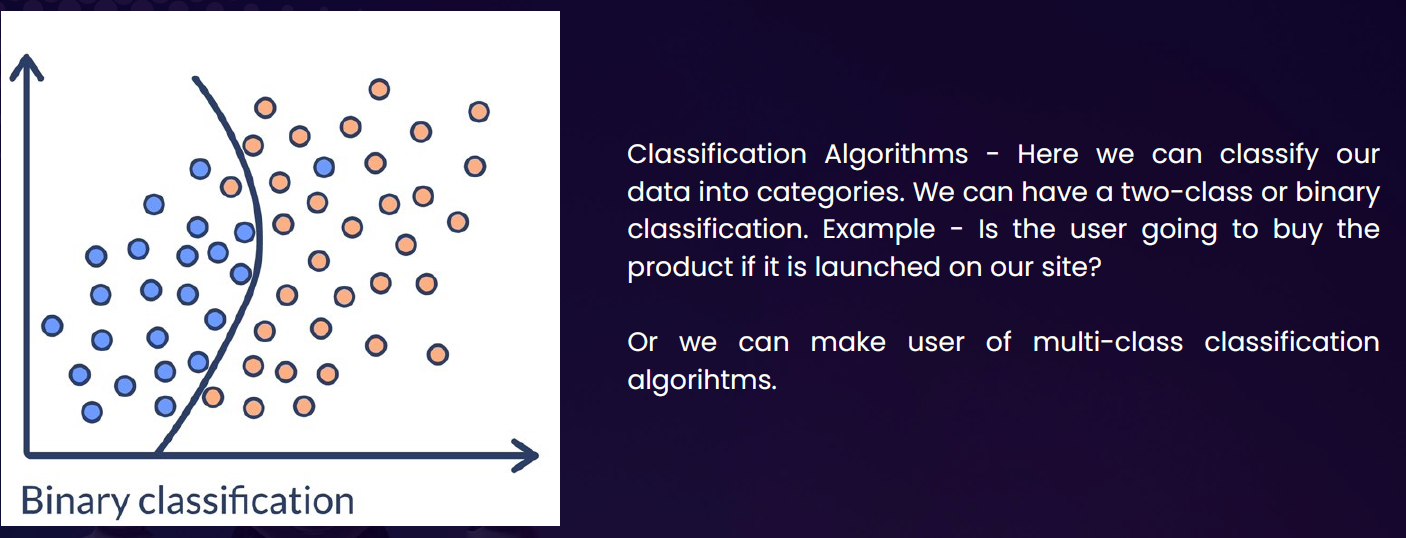 Binary classification
Classification Algorithms - Here we can classify our
data into categories. We can have a two-class or binary
classification. Example - Is the user going to buy the
product if it is launched on our site?
Or we can make user of multi-class classification
algorihtms.